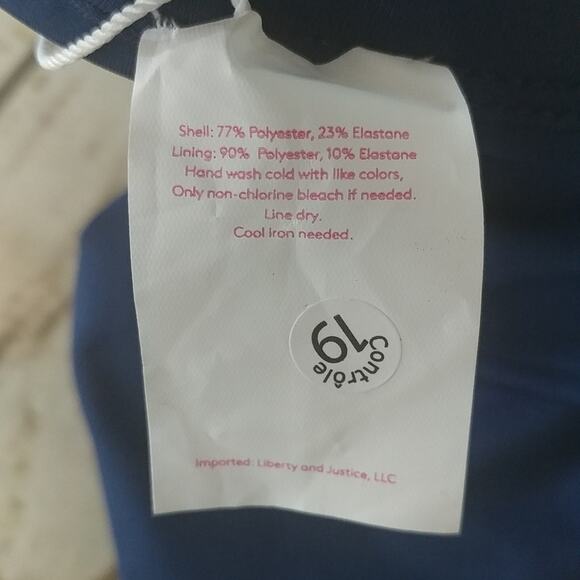 Shell: 77% Polyester, 23% Elastane
Lining: 90% Polyester, 10% Elastane
Hand wash cold with like colors,
Only non-chlorine bleach if needed.
Line dry.
Cool iron needed.
19
Contrôle
Imported: Liberty and Justice, LLC